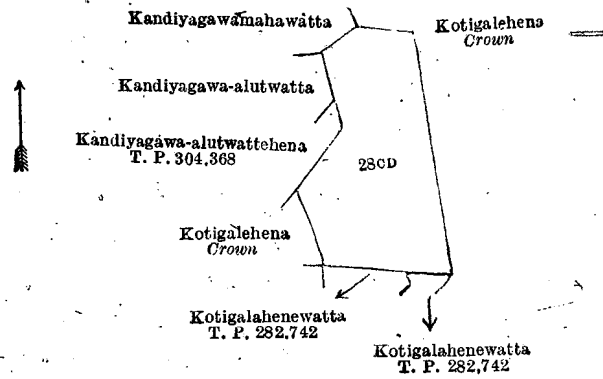 Kandiyagawamahawatta
Kotigalehena
Crown
Kandiyagawa-alutwatta
Kandiyagawa-alutwattehena
T. P. 304,368
28CD
Kotigalehena
Crown
Kotigalahenewatta
T. P. 282,742
Kotigalahenewatta
T. P. 282,742